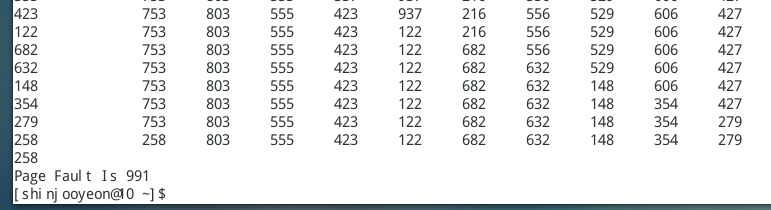 423 753 803 555 423 937 216 556 529 606 427
122 753 803 555 423 122 216 556 529 606 427
682 753 803 555 423 122 682 556 529 606 427
632 753 803 555 423 122 682 632 529 606 427
148 753 803 555 423 122 682 632 148 606 427
354 753 803 555 423 122 682 632 148 354 427
279 753 803 555 423 122 682 632 148 354 279
258 258 803 555 423 122 682 632 148 354 279
258
Page Fault Is 991
[shinjooyeon@10 ~]$